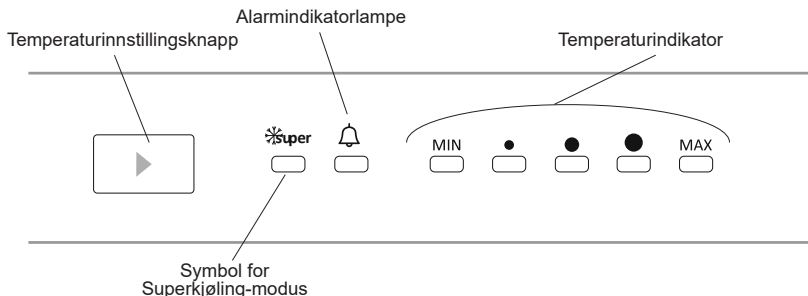 Alarmindikatorlampe
Temperaturinnstillingsknapp
Temperaturindikator
super
MIN
MAX
Symbol for
Superkjøling-modus